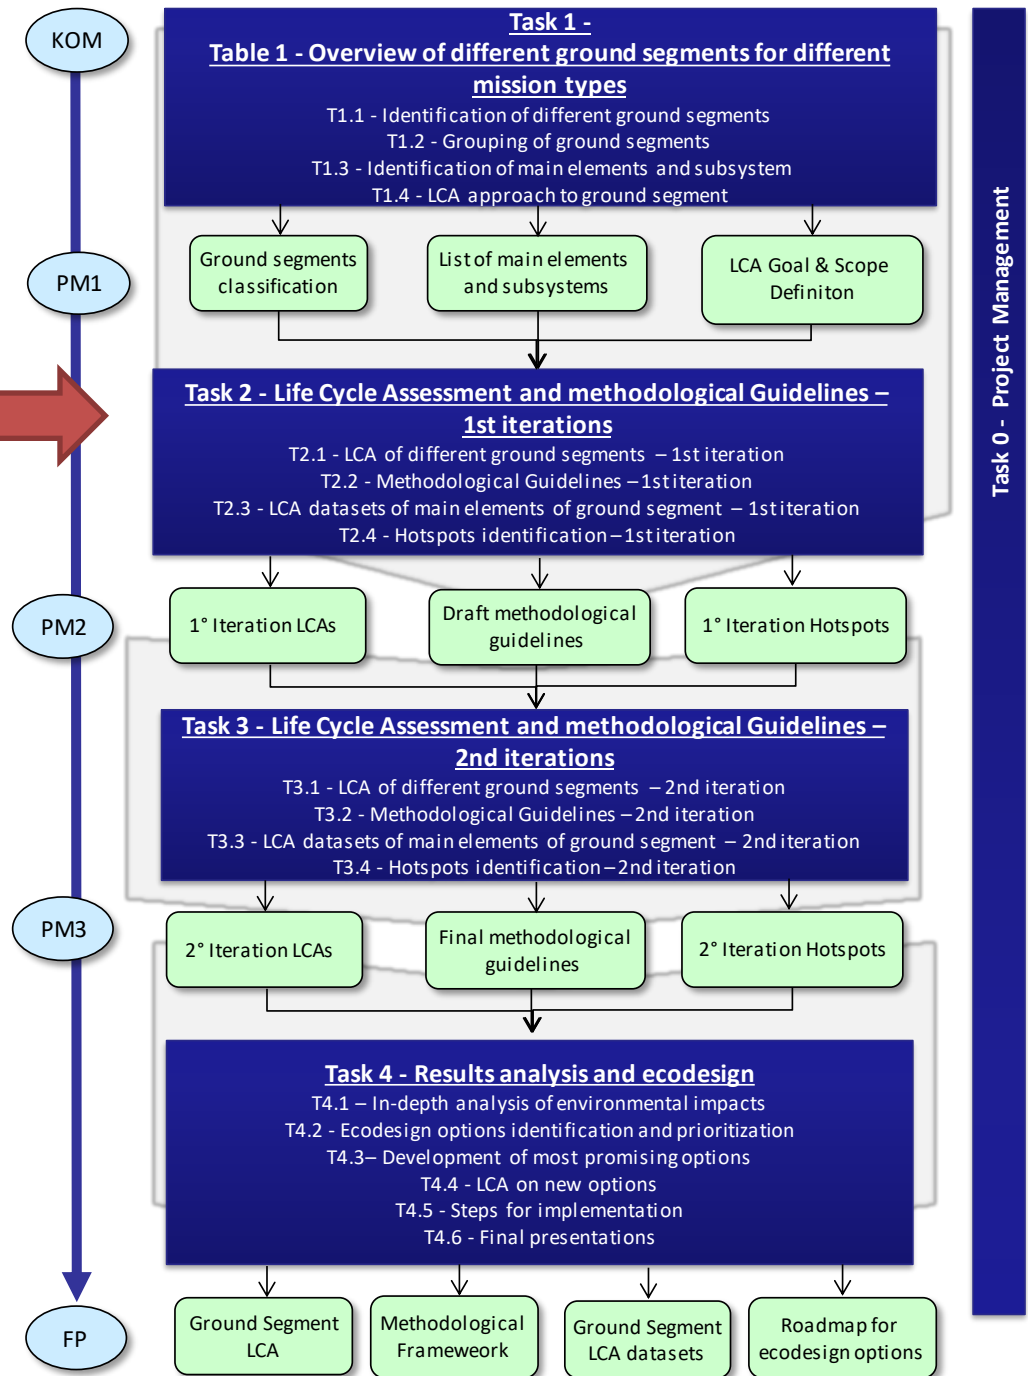 KOM
Task 1 -
Table 1 - Overview of different ground segments for different
mission types
T1.1 - Identification of different ground segments
T1.2 - Grouping of ground segments
T1.3 - Identification of main elements and subsystem
T1.4 - LCA approach to ground segment
PM1
Ground segments
classification
List of main elements
and subsystems
LCA Goal & Scope
Definiton
Task 2 - Life Cycle Assessment and methodological Guidelines –
1st iterations
T2.1 - LCA of different ground segments – 1st iteration
T2.2 - Methodological Guidelines – 1st iteration
T2.3 - LCA datasets of main elements of ground segment – 1st iteration
T2.4 - Hotspots identification – 1st iteration
PM2
1° Iteration LCAs
Draft methodological
guidelines
1° Iteration Hotspots
Task 3 - Life Cycle Assessment and methodological Guidelines –
2nd iterations
T3.1 - LCA of different ground segments – 2nd iteration
T3.2 - Methodological Guidelines – 2nd iteration
T3.3 - LCA datasets of main elements of ground segment – 2nd iteration
T3.4 - Hotspots identification – 2nd iteration
PM3
2° Iteration LCAs
Final methodological
guidelines
2° Iteration Hotspots
Task 4 - Results analysis and ecodesign
T4.1 – In-depth analysis of environmental impacts
T4.2 - Ecodesign options identification and prioritization
T4.3– Development of most promising options
T4.4 - LCA on new options
T4.5 - Steps for implementation
T4.6 - Final presentations
FP
Ground Segment
LCA
Methodological
Frameweork
Ground Segment
LCA datasets
Roadmap for
ecodesign options
Task 0 - Project Management